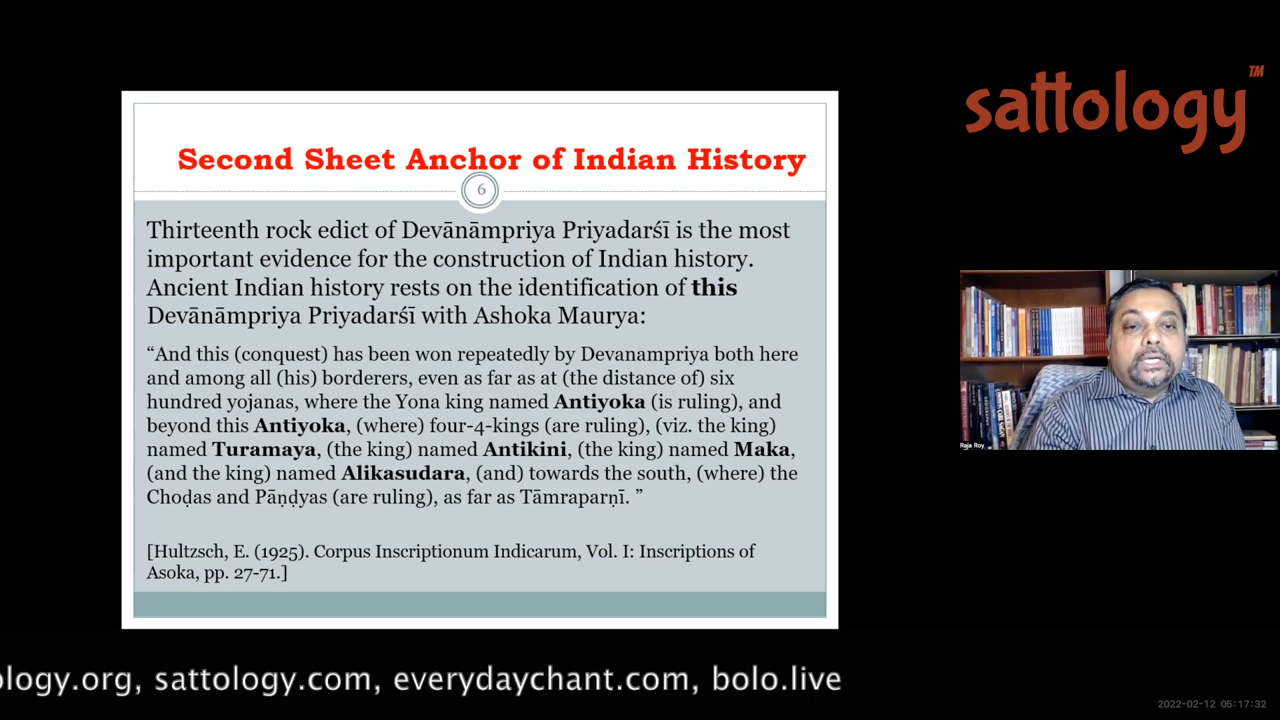 sattology™
Second Sheet Anchor of Indian History
6
Thirteenth rock edict of Devānāmpriya Priyadarśī is the most
important evidence for the construction of Indian history.
Ancient Indian history rests on the identification of this
Devānāmpriya Priyadarśī with Ashoka Maurya:
“And this (conquest) has been won repeatedly by Devanampriya both here
and among all (his) borderers, even as far as at (the distance of) six
hundred yojanas, where the Yona king named Antiyoka (is ruling), and
beyond this Antiyoka, (where) four-4-kings (are ruling), (viz. the king)
named Turamaya, (the king) named Antikini, (the king) named Maka,
(and the king) named Alikasudara, (and) towards the south, (where) the
Choḍas and Pāṇḍyas (are ruling), as far as Tāmraparṇī. ”
[Hultzsch, E. (1925). Corpus Inscriptionum Indicarum, Vol. I: Inscriptions of
Asoka, pp. 27-71.]
Raja Roy
ology.org, sattology.com, everydaychant.com, bolo.live
2022-02-12 05:17:32